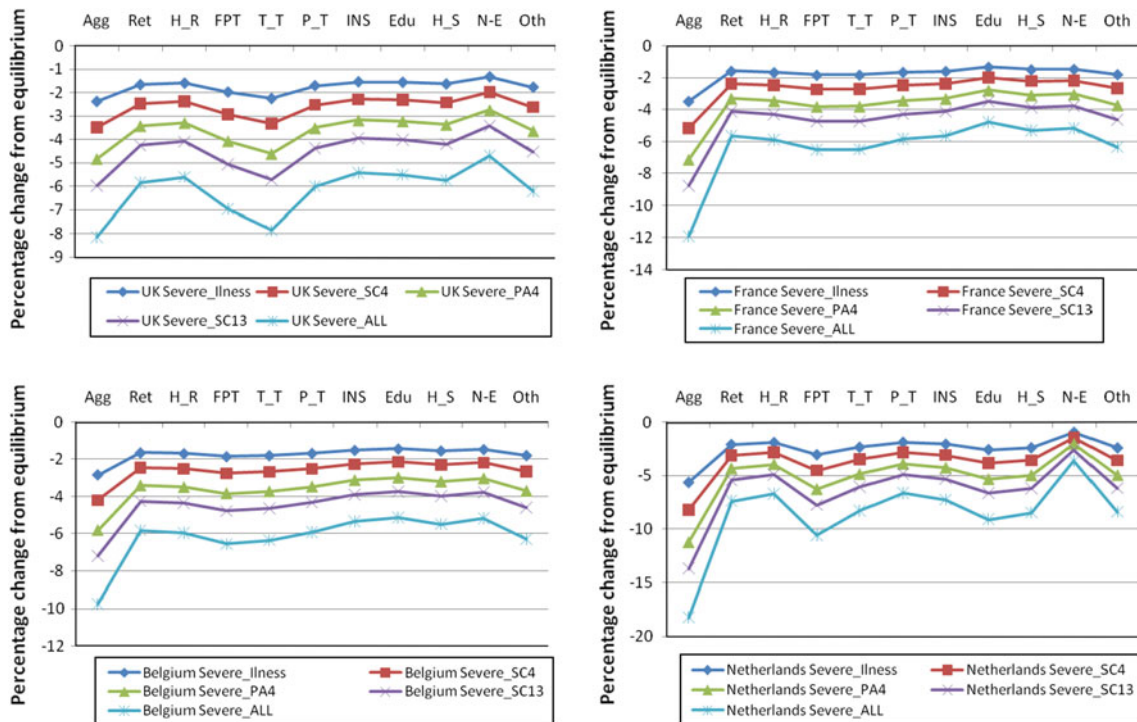 Percentage change from equilibrium
Agg Ret H_R FPT T_T P_T INS Edu H_S N-E Oth
0
-1
-2
-3
-4
-5
-6
-7
-8
-9
UK Severe_Ilness UK Severe_SC4 UK Severe_PA4
UK Severe_SC13 UK Severe_ALL
Percentage change from equilibrium
Agg Ret H_R FPT T_T P_T INS Edu H_S N-E Oth
0
-2
-4
-6
-8
-10
-12
-14
France Severe_Ilness France Severe_SC4
France Severe_PA4 France Severe_SC13
France Severe_ALL
Percentage change from equilibrium
Agg Ret H_R FPT T_T P_T INS Edu H_S N-E Oth
0
-2
-4
-6
-8
-10
-12
Belgium Severe_Ilness Belgium Severe_SC4
Belgium Severe_PA4 Belgium Severe_SC13
Belgium Severe_ALL
Percentage change from equilibrium
Agg Ret H_R FPT T_T P_T INS Edu H_S N-E Oth
0
-5
-10
-15
-20
Netherlands Severe_Ilness Netherlands Severe_SC4
Netherlands Severe_PA4 Netherlands Severe_SC13
Netherlands Severe_ALL